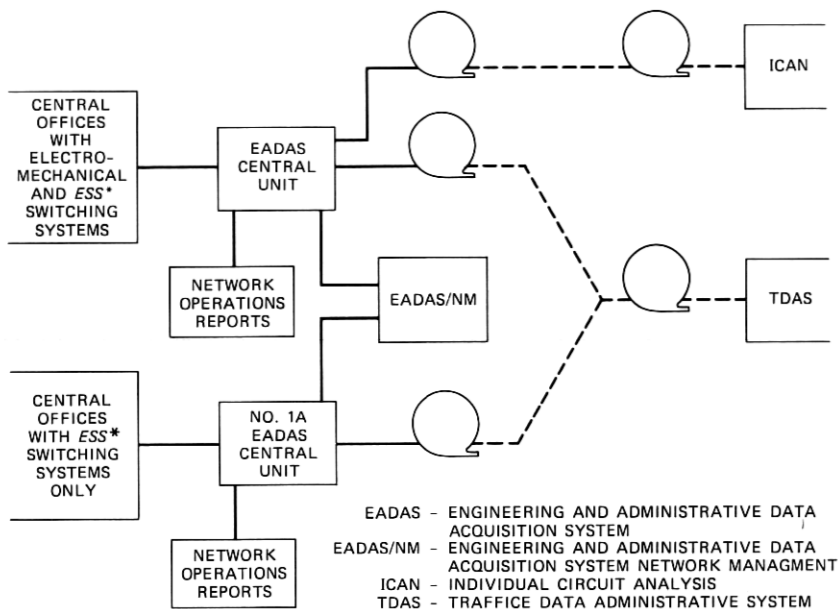 CENTRAL
OFFICES
WITH
ELECTRO-
MECHANICAL
AND ESS*
SWITCHING
SYSTEMS
EADAS
CENTRAL
UNIT
ICAN
NETWORK
OPERATIONS
REPORTS
EADAS/NM
TDAS
CENTRAL
OFFICES
WITH ESS*
SWITCHING
SYSTEMS
ONLY
NO. 1A
EADAS
CENTRAL
UNIT
NETWORK
OPERATIONS
REPORTS
EADAS – ENGINEERING AND ADMINISTRATIVE DATA
ACQUISITION SYSTEM
EADAS/NM – ENGINEERING AND ADMINISTRATIVE DATA
ACQUISITION SYSTEM NETWORK MANAGMENT
ICAN – INDIVIDUAL CIRCUIT ANALYSIS
TDAS – TRAFFICE DATA ADMINISTRATIVE SYSTEM